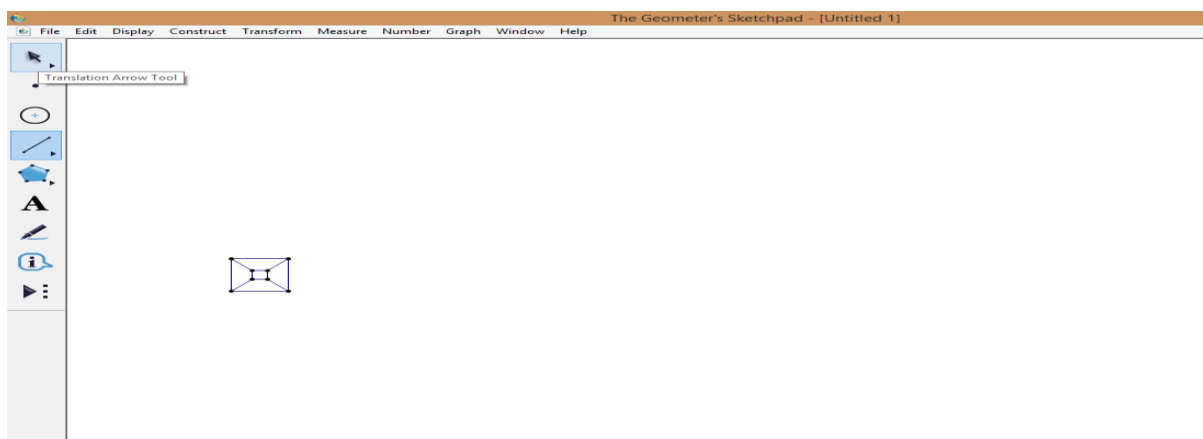 The Geometer's Sketchpad - [Untitled 1]
File Edit Display Construct Transform Measure Number Graph Window Help
Translation Arrow Tool
A
i